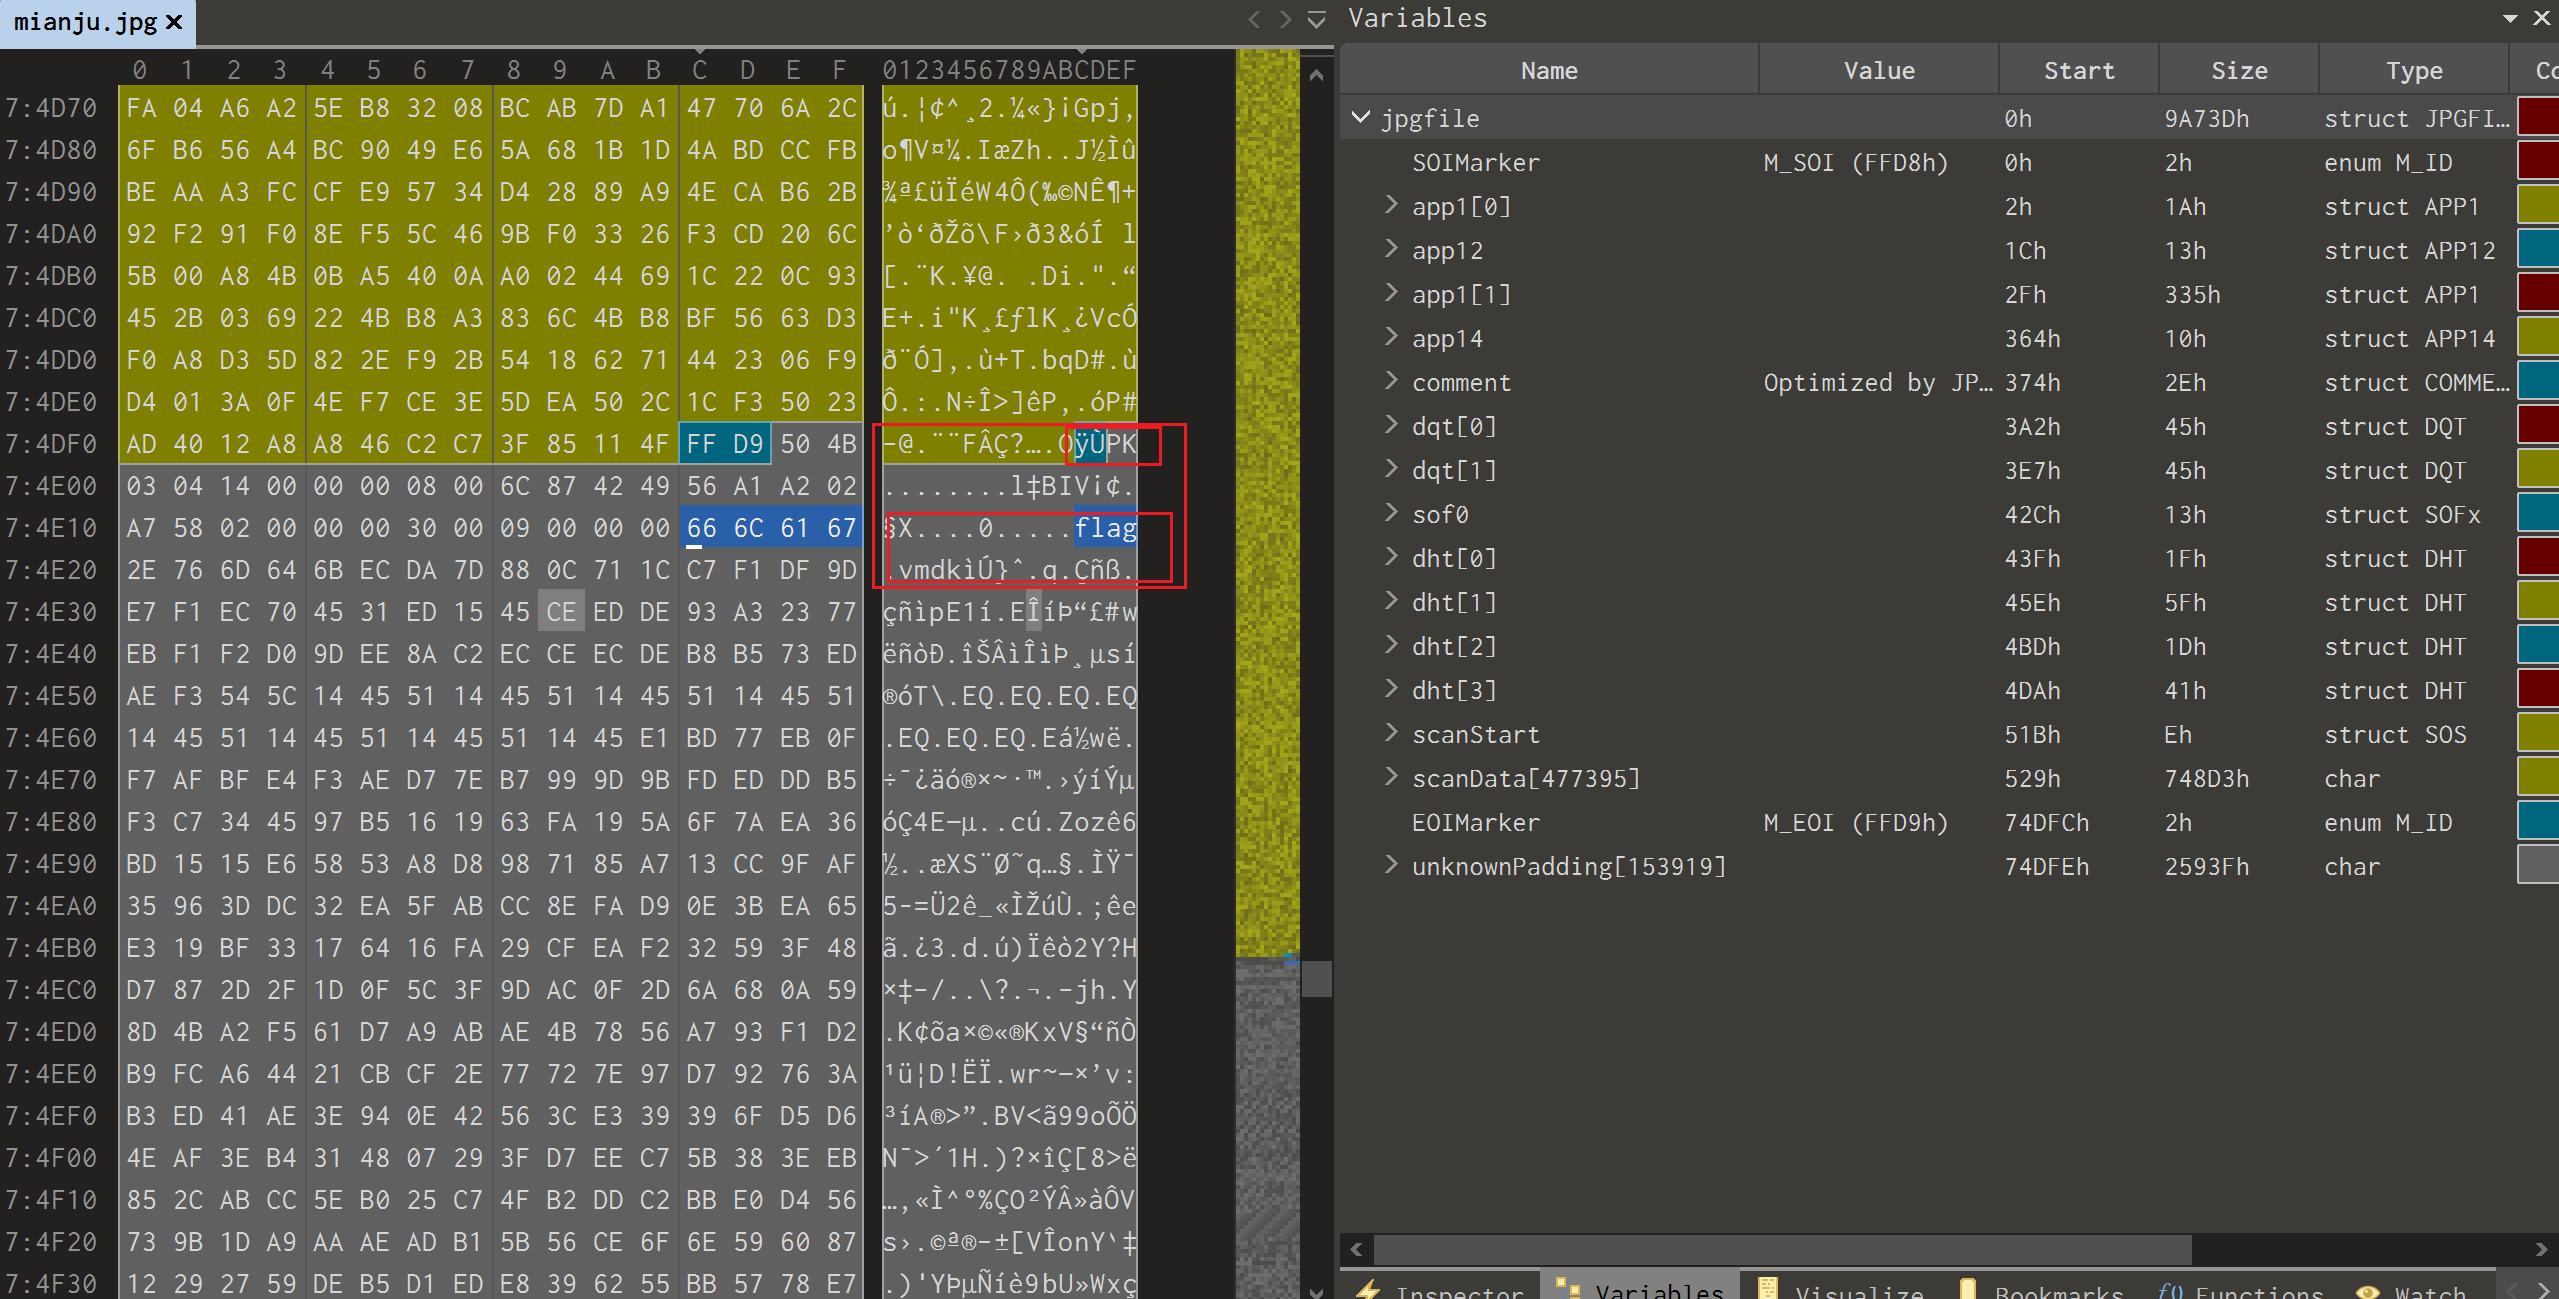 mianju.jpg
0 1 2 3 4 5 6 7 8 9 A B C D E F 0123456789ABCDEF
7:4D70 FA 04 A6 A2 5E B8 32 08 BC AB 7D A1 47 70 6A 2C ú.¦¢^¸2.¼«}¡Gpj,
7:4D80 6F B6 56 A4 BC 90 49 E6 5A 68 1B 1D 4A BD CC FB o¶V¤¼.IæZh..J½Ìû
7:4D90 BE AA A3 FC CF E9 57 34 D4 28 89 A9 4E CA B6 2B ¾ª£üÏéW4Ô(‰©NÊ¶+
7:4DA0 92 F2 91 F0 8E F5 5C 46 9B F0 33 26 F3 CD 20 6C ’ò‘ðŽõ\F›ð3&óÍ l
7:4DB0 5B 00 A8 4B 0B A5 40 0A A0 02 44 69 1C 22 0C 93 [.¨K.¥@. .Di.".“
7:4DC0 45 2B 03 69 22 4B B8 A3 83 6C 4B B8 BF 56 63 D3 E+.i"K¸£ƒlK¸¿VcÓ
7:4DD0 F0 A8 D3 5D 82 2E F9 2B 54 18 62 71 44 23 06 F9 ð¨Ó]‚.ù+T.bqD#.ù
7:4DE0 D4 01 3A 0F 4E F7 CE 3E 5D EA 50 2C 1C F3 50 23 Ô.:.N÷Î>]êP,.óP#
7:4DF0 AD 40 12 A8 A8 46 C2 C7 3F 85 11 4F FF D9 50 4B -@.¨¨FÂÇ?….OÿÙPK
7:4E00 03 04 14 00 00 00 08 00 6C 87 42 49 56 A1 A2 02 ........l‡BIV¡¢.
7:4E10 A7 58 02 00 00 00 30 00 09 00 00 00 66 6C 61 67 §X....0.....flag
7:4E20 2E 76 6D 64 6B EC DA 7D 88 0C 71 1C C7 F1 DF 9D .vmdkìÚ}ˆ.q.Çñß.
7:4E30 E7 F1 EC 70 45 31 ED 15 45 CE ED DE 93 A3 23 77 çñìpE1í.EÎíÞ“£#w
7:4E40 EB F1 F2 D0 9D EE 8A C2 EC CE EC DE B8 B5 73 ED ëñòÐ.îŠÂìÎìÞ¸µsí
7:4E50 AE F3 54 5C 14 45 51 14 45 51 14 45 51 14 45 51 ®óT\.EQ.EQ.EQ.EQ
7:4E60 14 45 51 14 45 51 14 45 51 14 45 E1 BD 77 EB 0F .EQ.EQ.EQ.Eá½wë.
7:4E70 F7 AF BF E4 F3 AE D7 7E B7 99 9D 9B FD ED DD B5 ÷¯¿äó®×~·™.›ýíÝµ
7:4E80 F3 C7 34 45 97 B5 16 19 63 FA 19 5A 6F 7A EA 36 óÇ4E—µ..cú.Zozê6
7:4E90 BD 15 15 E6 58 53 A8 D8 98 71 85 A7 13 CC 9F AF ½..æXS¨Ø˜q…§.ÌŸ¯
7:4EA0 35 96 3D DC 32 EA 5F AB CC 8E FA D9 0E 3B EA 65 5–=Ü2ê_«ÌŽúÙ.;êe
7:4EB0 E3 19 BF 33 17 64 16 FA 29 CF EA F2 32 59 3F 48 ã.¿3.d.ú)Ïêò2Y?H
7:4EC0 D7 87 2D 2F 1D 0F 5C 3F 9D AC 0F 2D 6A 68 0A 59 ×‡-/..\?.¬.-jh.Y
7:4ED0 8D 4B A2 F5 61 D7 A9 AB AE 4B 78 56 A7 93 F1 D2 .K¢õa×©«®KxV§“ñÒ
7:4EE0 B9 FC A6 44 21 CB CF 2E 77 72 7E 97 D7 92 76 3A ¹ü¦D!ËÏ.wr~—×’v:
7:4EF0 B3 ED 41 AE 3E 94 0E 42 56 3C E3 39 39 6F D5 D6 ³íA®>”.BV<ã99oÕÖ
7:4F00 4E AF 3E B4 31 48 07 29 3F D7 EE C7 5B 38 3E EB N¯>´1H.)?×îÇ[8>ë
7:4F10 85 2C AB CC 5E B0 25 C7 4F B2 DD C2 BB E0 D4 56 …,«Ì^°%ÇO²ÝÂ»àÔV
7:4F20 73 9B 1D A9 AA AE AD B1 5B 56 CE 6F 6E 59 60 87 s›.©ª®-±[VÎonY`‡
7:4F30 12 29 27 59 DE B5 D1 ED E8 39 62 55 BB 57 78 E7 .)'YÞµÑíè9bU»Wxç
Variables
Name Value Start Size Type Co
jpgfile 0h 9A73Dh struct JPGFI…
SOIMarker M_SOI (FFD8h) 0h 2h enum M_ID
app1[0] 2h 1Ah struct APP1
app12 1Ch 13h struct APP12
app1[1] 2Fh 335h struct APP1
app14 364h 10h struct APP14
comment Optimized by JP… 374h 2Eh struct COMME…
dqt[0] 3A2h 45h struct DQT
dqt[1] 3E7h 45h struct DQT
sof0 42Ch 13h struct SOFx
dht[0] 43Fh 1Fh struct DHT
dht[1] 45Eh 5Fh struct DHT
dht[2] 4BDh 1Dh struct DHT
dht[3] 4DAh 41h struct DHT
scanStart 51Bh Eh struct SOS
scanData[477395] 529h 748D3h char
EOIMarker M_EOI (FFD9h) 74DFCh 2h enum M_ID
unknownPadding[153919] 74DFEh 2593Fh char
Inspector Variables Visualize Bookmarks f() Functions Watch